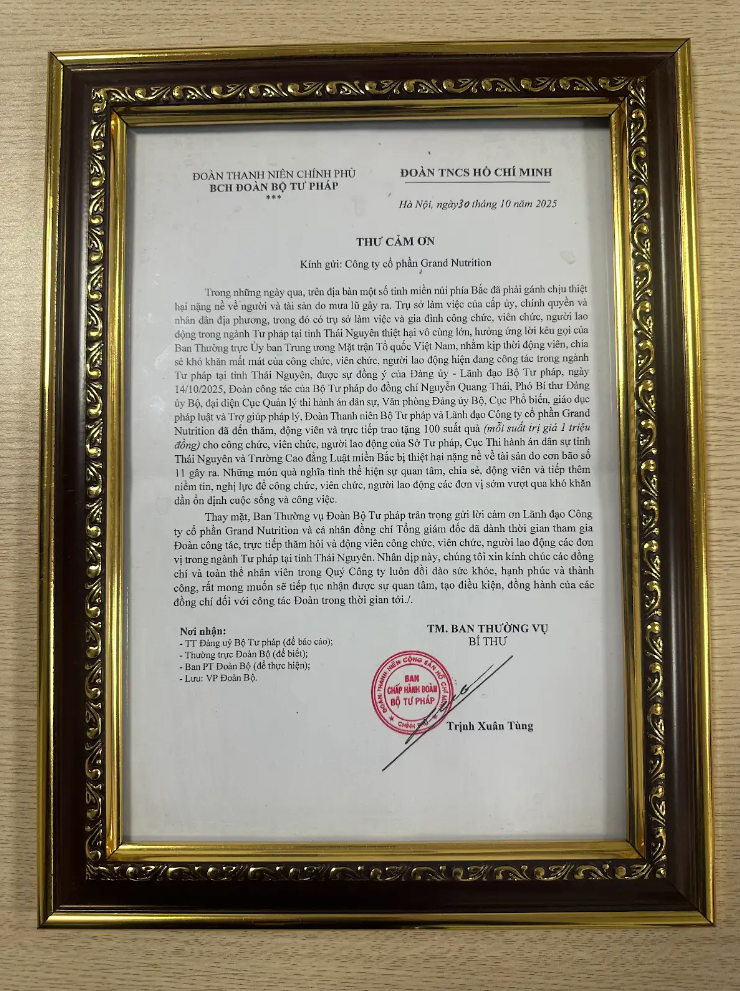 ĐOÀN THANH NIÊN CHÍNH PHỦ
BCH ĐOÀN BỘ TƯ PHÁP
***
ĐOÀN TNCS HỒ CHÍ MINH
Hà Nội, ngày 30 tháng 10 năm 2025
THƯ CẢM ƠN
Kính gửi: Công ty cổ phần Grand Nutrition
Trong những ngày qua, trên địa bàn một số tỉnh miền núi phía Bắc đã phải gánh chịu thiệt
hại nặng nề về người và tài sản do mưa lũ gây ra. Trụ sở làm việc của cấp ủy, chính quyền và
nhân dân địa phương, trong đó có trụ sở làm việc và gia đình công chức, viên chức, người lao
động trong ngành Tư pháp tại tỉnh Thái Nguyên thiệt hại vô cùng lớn, hưởng ứng lời kêu gọi của
Ban Thường trực Ủy ban Trung ương Mặt trận Tổ quốc Việt Nam, nhằm kịp thời động viên, chia
sẻ khó khăn mất mát của công chức, viên chức. người lao động hiện đang công tác trong ngành
Tư pháp tại tỉnh Thái Nguyên, được sự đồng ý của Đảng ủy - Lãnh đạo Bộ Tư pháp, ngày
14/10/2025, Đoàn công tác của Bộ Tư pháp do đồng chí Nguyễn Quang Thái, Phó Bí thư Đảng
ủy Bộ, đại diện Cục Quản lý thi hành án dân sự, Văn phòng Đảng ủy Bộ, Cục Phổ biến, giáo dục
pháp luật và Trợ giúp pháp lý, Đoàn Thanh niên Bộ Tư pháp và Lãnh đạo Công ty cổ phần Grand
Nutrition đã đến thăm, động viên và trực tiếp trao tặng 100 suất quà (mỗi suất trị giá 1 triệu
đồng) cho công chức, viên chức, người lao động của Sở Tư pháp, Cục Thi hành án dân sự tỉnh
Thái Nguyên và Trường Cao đẳng Luật miền Bắc bị thiệt hại nặng nề về tài sản do cơn bão số
11 gây ra. Những món quà nghĩa tình thể hiện sự quan tâm, chia sẻ, động viên và tiếp thêm
niềm tin, nghị lực để công chức, viên chức, người lao động các đơn vị sớm vượt qua khó khăn
dần ổn định cuộc sống và công việc.
Thay mặt, Ban Thường vụ Đoàn Bộ Tư pháp trân trọng gửi lời cảm ơn Lãnh đạo Công
ty cổ phần Grand Nutrition và cá nhân đồng chí Tổng giám đốc đã dành thời gian tham gia
Đoàn công tác, trực tiếp thăm hỏi và động viên công chức, viên chức, người lao động các đơn
vị trong ngành Tư pháp tại tỉnh Thái Nguyên. Nhân dịp này, chúng tôi xin kính chúc các đồng
chí và toàn thể nhân viên trong Quý Công ty luôn dồi dào sức khỏe, hạnh phúc và thành
công, rất mong muốn sẽ tiếp tục nhận được sự quan tâm, tạo điều kiện, đồng hành của các
đồng chí đối với công tác Đoàn trong thời gian tới./.
Nơi nhận:
- TT Đảng uỷ Bộ Tư pháp (để báo cáo);
- Thường trực Đoàn Bộ (để biết);
- Ban PT Đoàn Bộ (để thực hiện);
- Lưu: VP Đoàn Bộ.
TM. BAN THƯỜNG VỤ
BÍ THƯ
ĐOÀN THANH NIÊN CỘNG SẢN HỒ CHÍ MINH
BAN
CHẤP HÀNH ĐOÀN
BỘ TƯ PHÁP
Trịnh Xuân Tùng